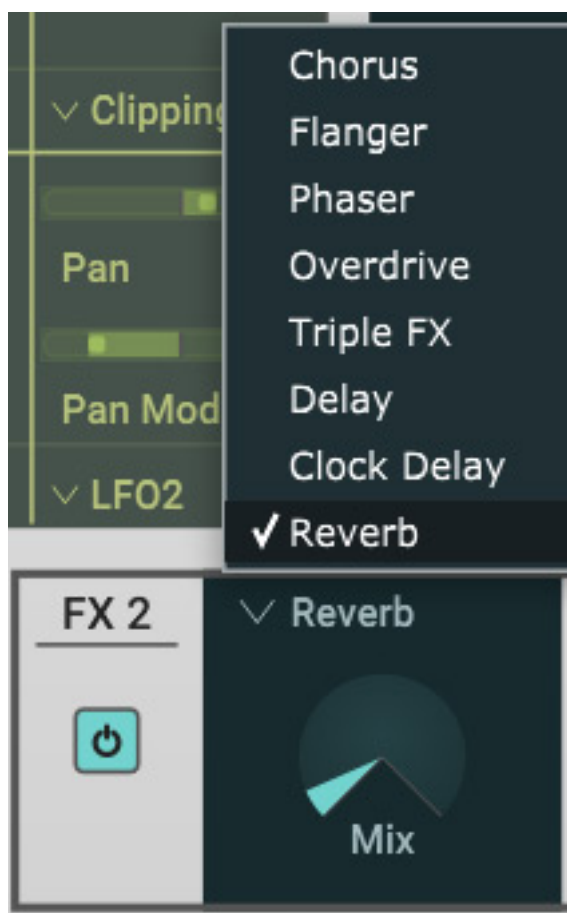 Clipping
Pan
Pan Mod
LFO2
Chorus
Flanger
Phaser
Overdrive
Triple FX
Delay
Clock Delay
✓ Reverb
FX 2
Reverb
Mix